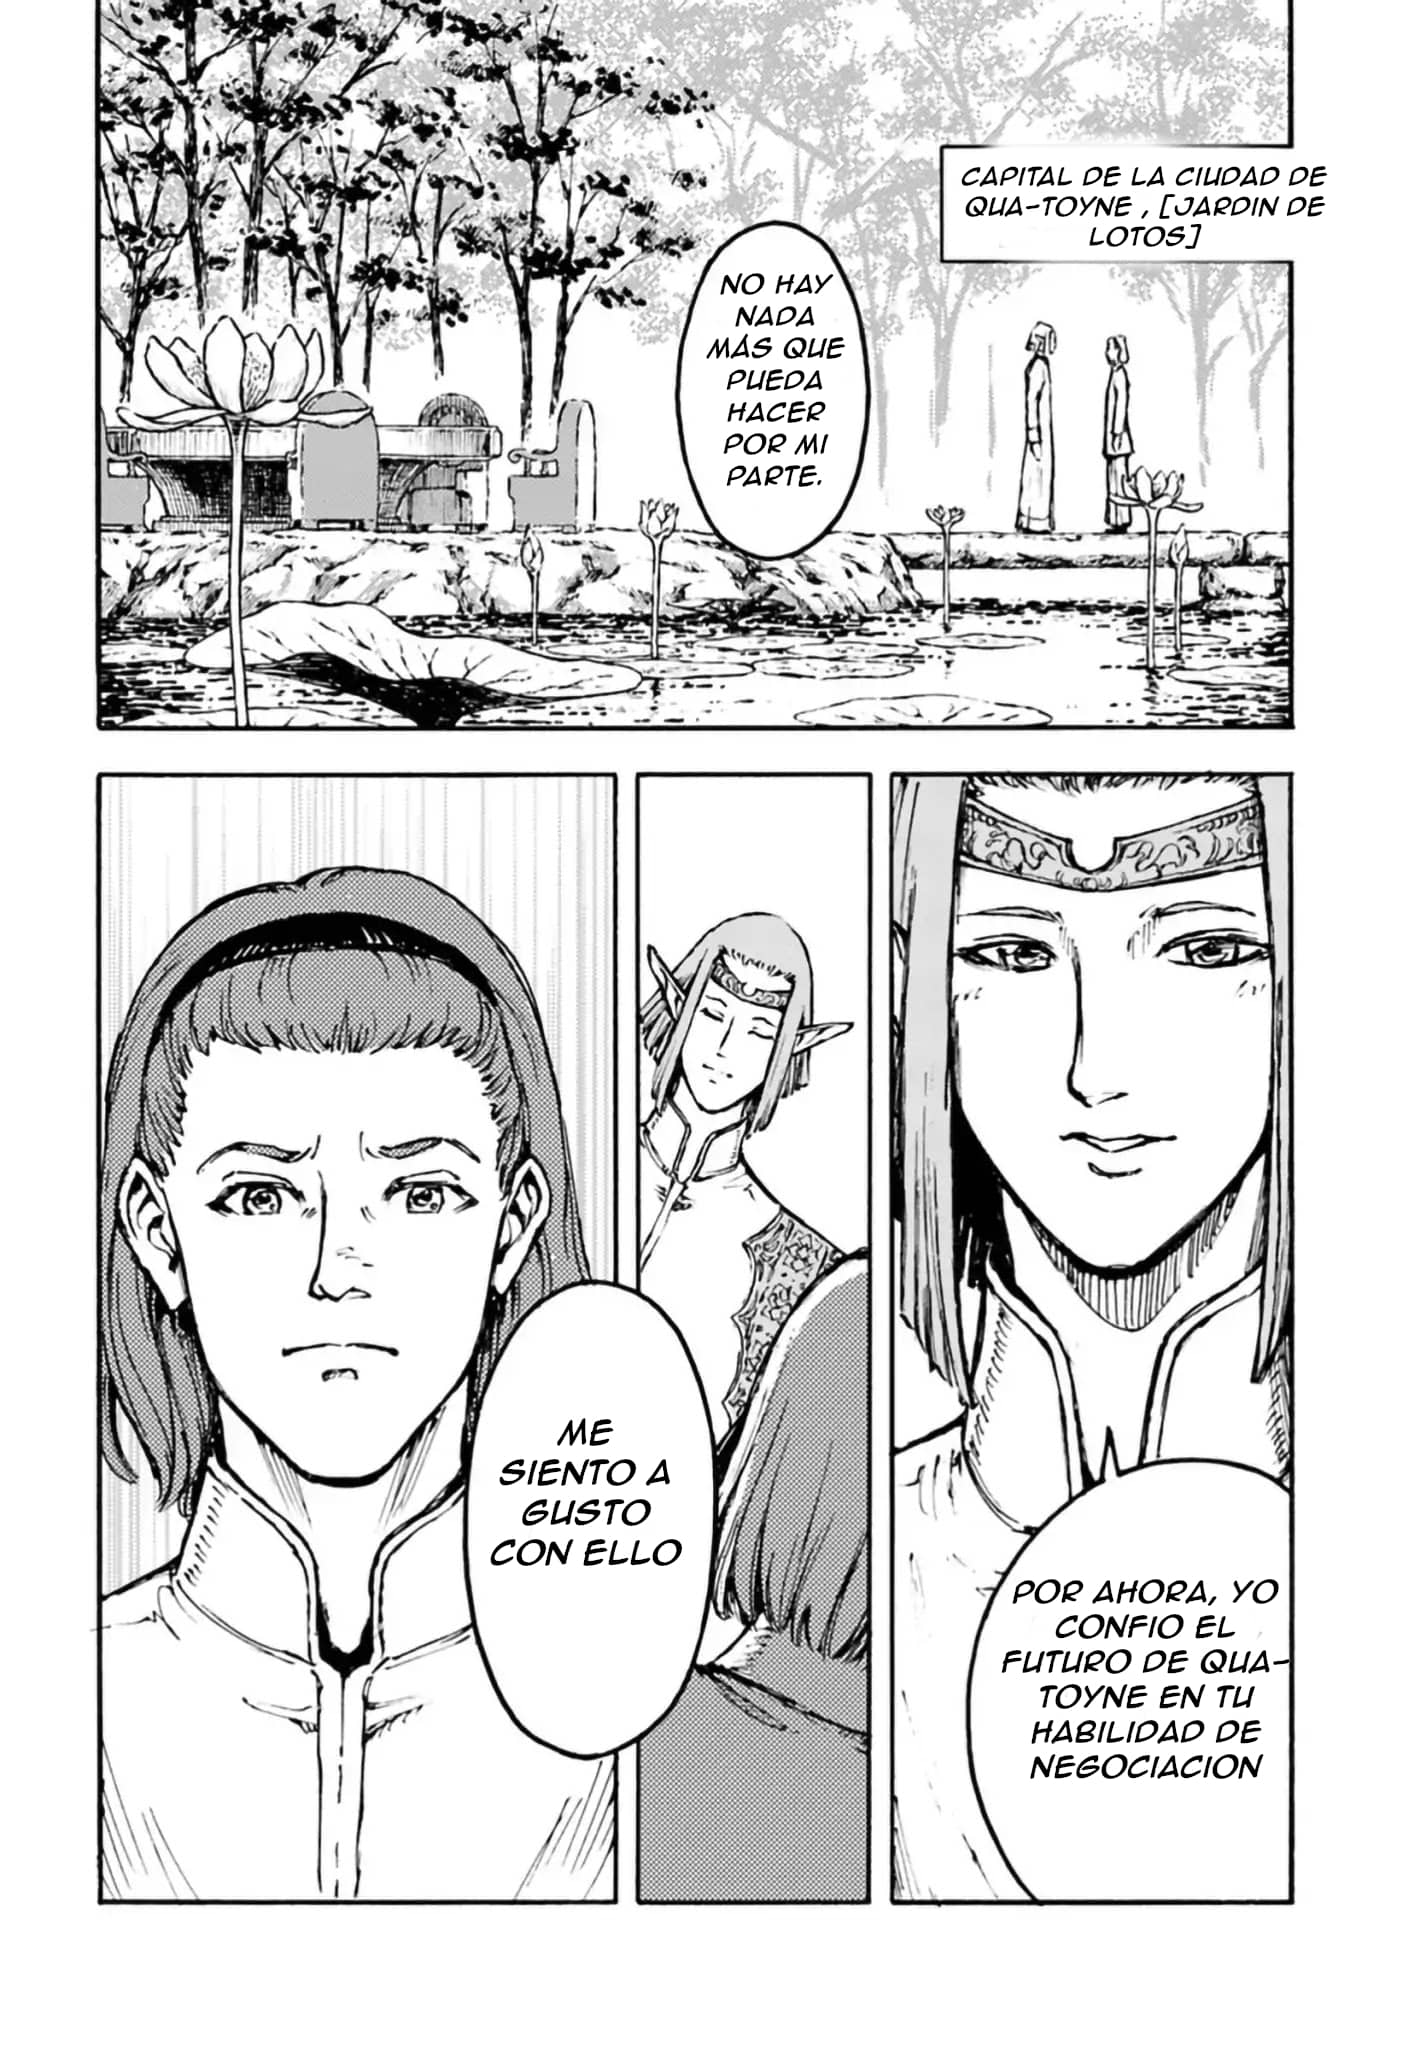 CAPITAL DE LA CIUDAD DE
QUA-TOYNE , [JARDIN DE
LOTOS]
NO HAY
NADA
MÁS QUE
PUEDA
HACER
POR MI
PARTE.
POR AHORA, YO
CONFIO EL
FUTURO DE QUA-
TOYNE EN TU
HABILIDAD DE
NEGOCIACION
ME
SIENTO A
GUSTO
CON ELLO